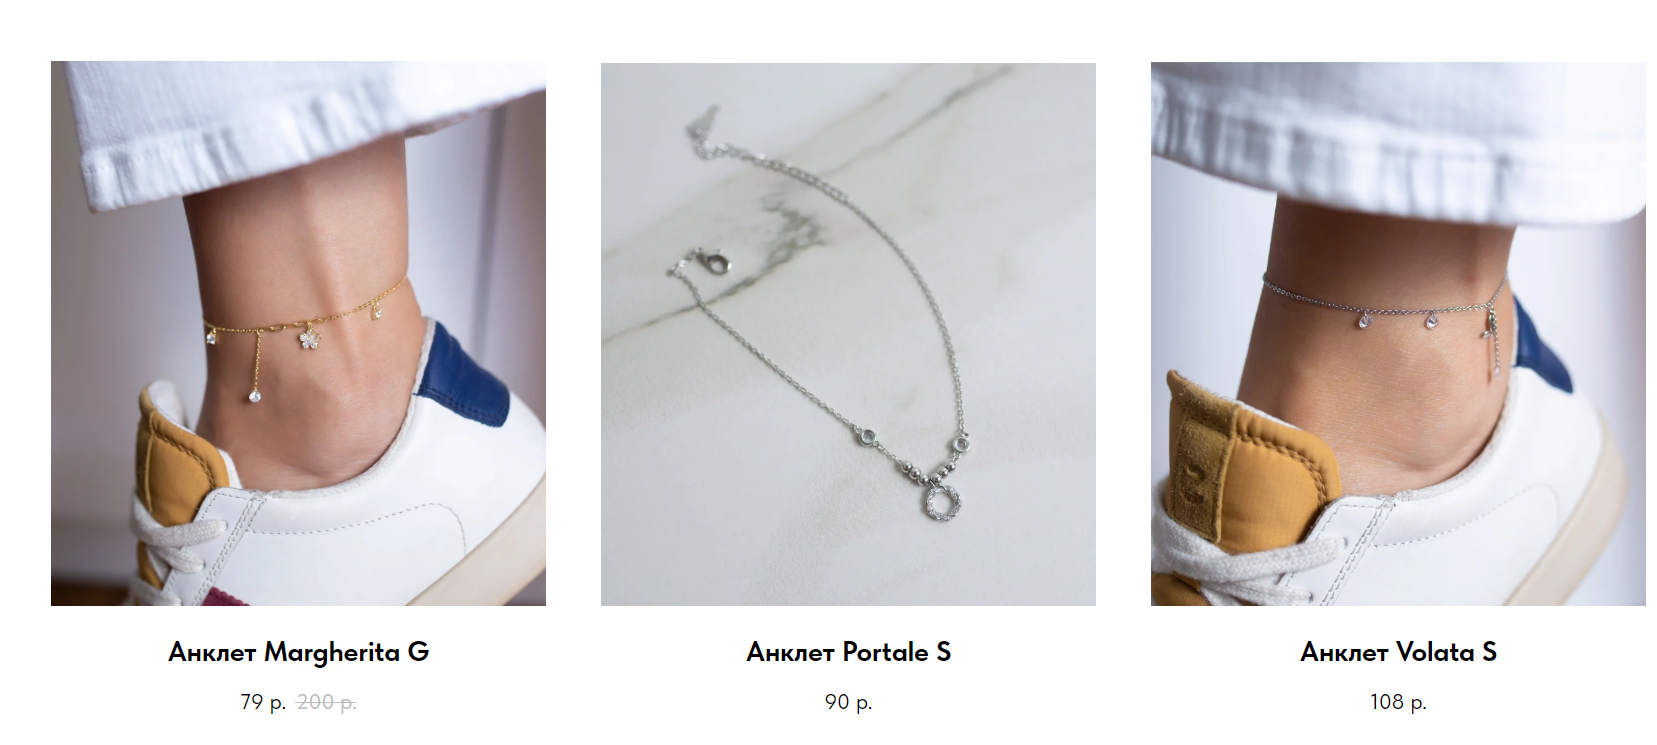 Анклет Margherita G
79 р. 200 р.
Анклет Portale S
90 р.
Анклет Volata S
108 р.